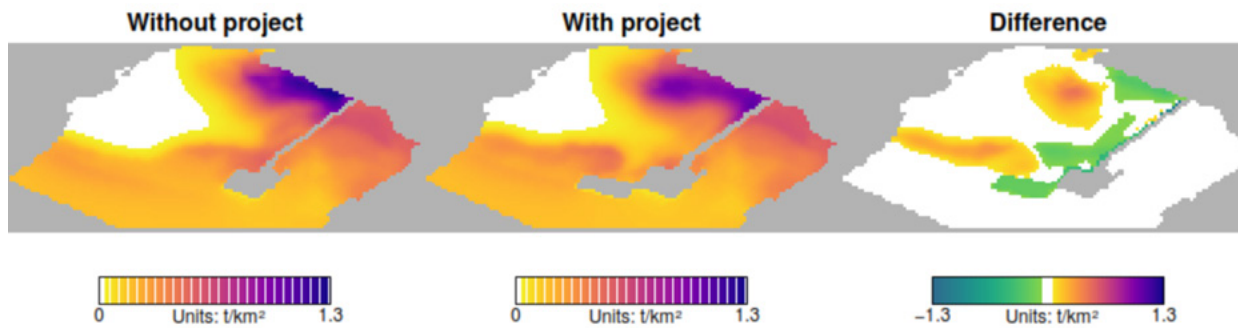 Without project With project Difference
0 Units: t/km² 1.3 0 Units: t/km² 1.3 −1.3 Units: t/km² 1.3